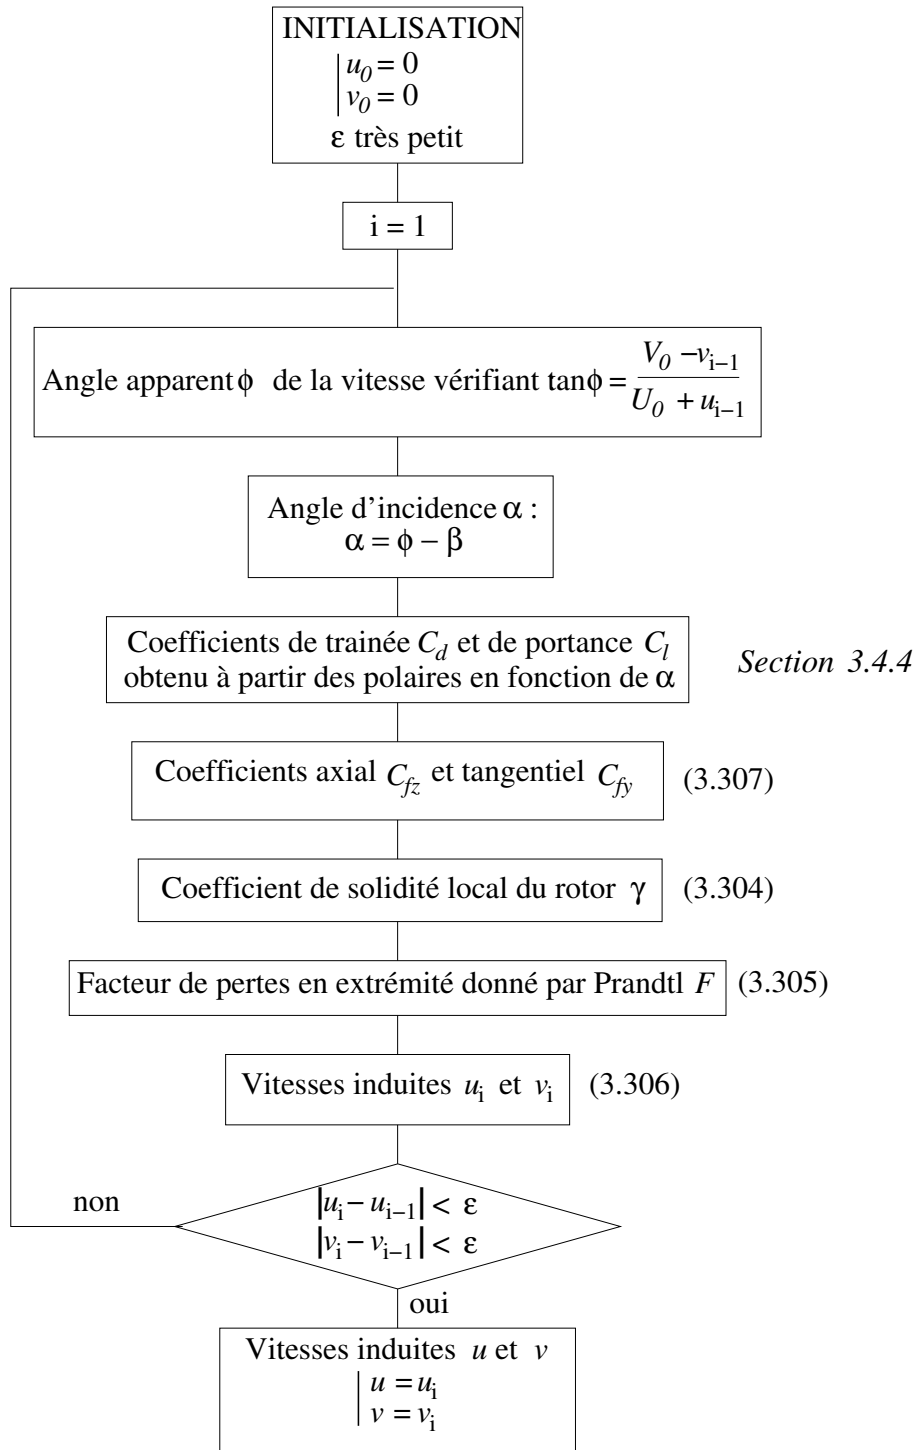 INITIALISATION
u₀ = 0
v₀ = 0
ε très petit
i = 1
Angle apparent ϕ de la vitesse vérifiant tanϕ = (V₀ − vᵢ₋₁) / (U₀ + uᵢ₋₁)
Angle d'incidence α :
α = ϕ − β
Coefficients de trainée C_d et de portance C_l
obtenu à partir des polaires en fonction de α
Section 3.4.4
Coefficients axial C_fz et tangentiel C_fy (3.307)
Coefficient de solidité local du rotor γ (3.304)
Facteur de pertes en extrémité donné par Prandtl F (3.305)
Vitesses induites uᵢ et vᵢ (3.306)
non
|uᵢ − uᵢ₋₁| < ε
|vᵢ − vᵢ₋₁| < ε
oui
Vitesses induites u et v
u = uᵢ
v = vᵢ